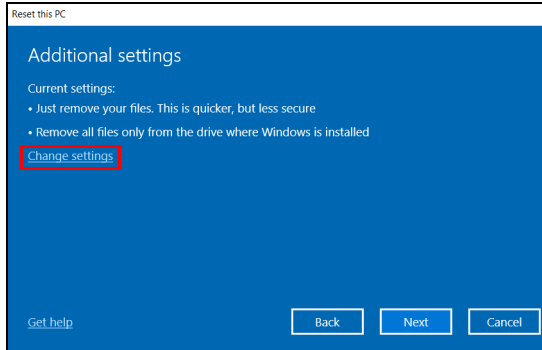 Reset this PC
Additional settings
Current settings:
• Just remove your files. This is quicker, but less secure
• Remove all files only from the drive where Windows is installed
Change settings
Get help
Back
Next
Cancel